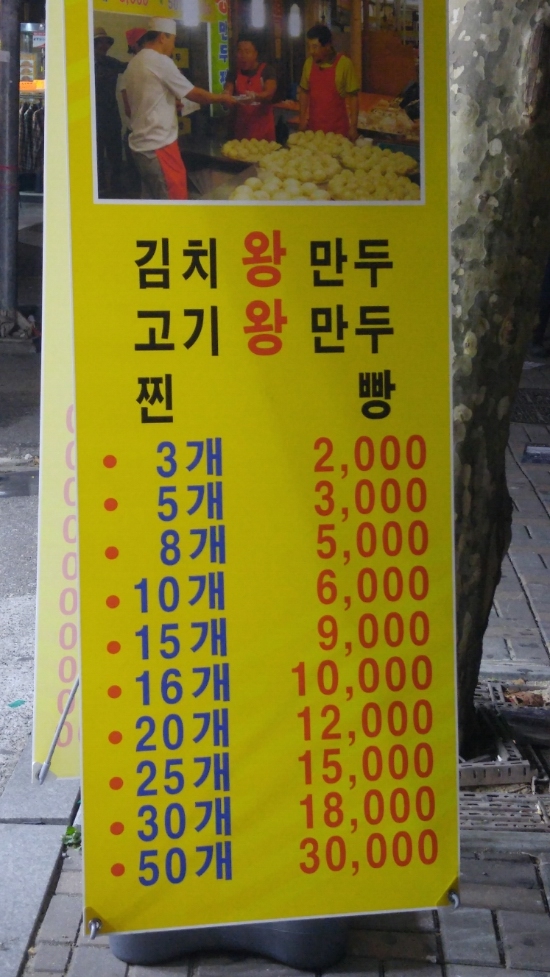 김치 왕 만두
고기 왕 만두
찐 빵
• 3개 2,000
• 5개 3,000
• 8개 5,000
• 10개 6,000
• 15개 9,000
• 16개 10,000
• 20개 12,000
• 25개 15,000
• 30개 18,000
• 50개 30,000